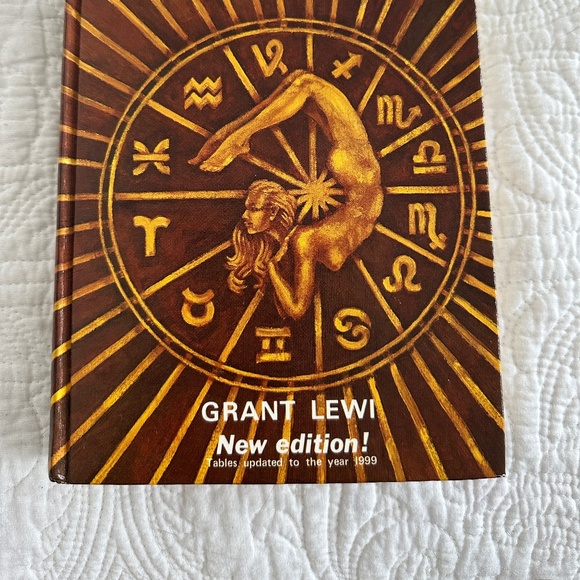 GRANT LEWI
New edition!
Tables updated to the year 1999